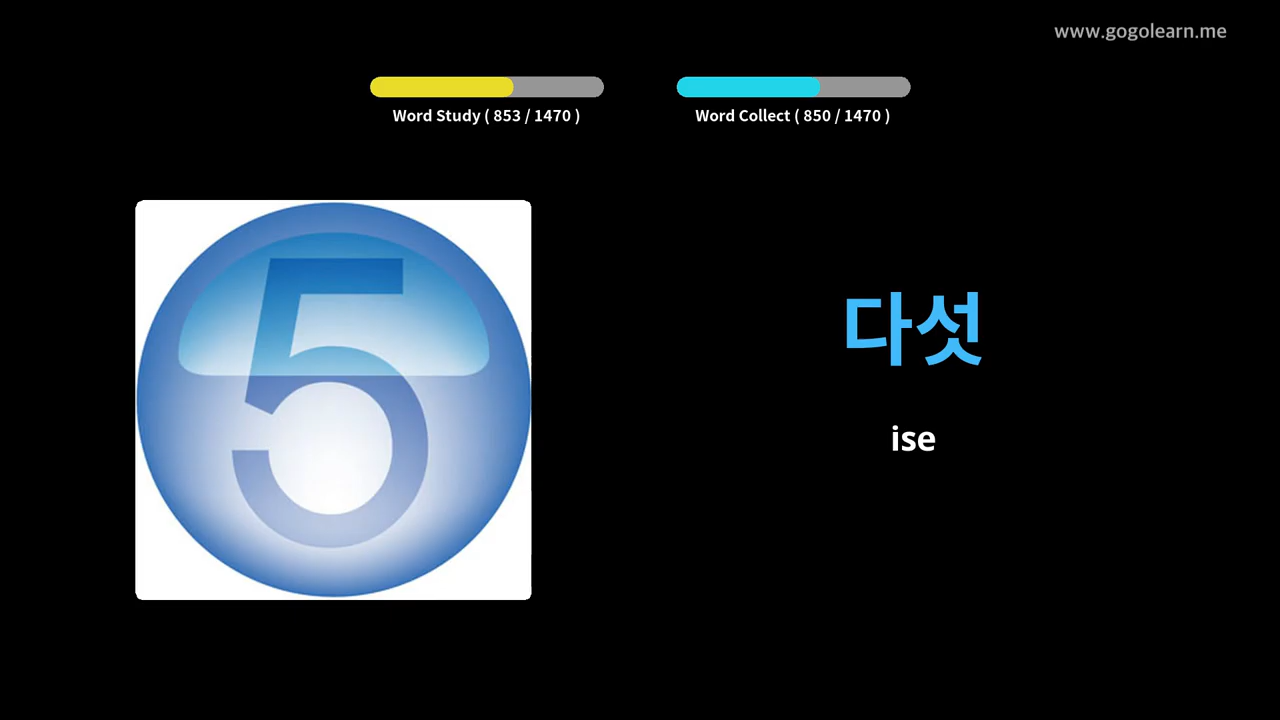 www.gogolearn.me
Word Study ( 853 / 1470 )
Word Collect ( 850 / 1470 )
5
다섯
ise